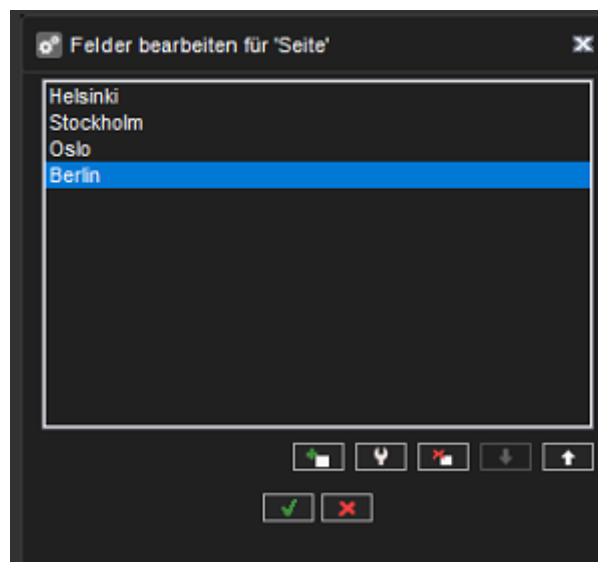 Felder bearbeiten für 'Seite'
Helsinki
Stockholm
Oslo
Berlin